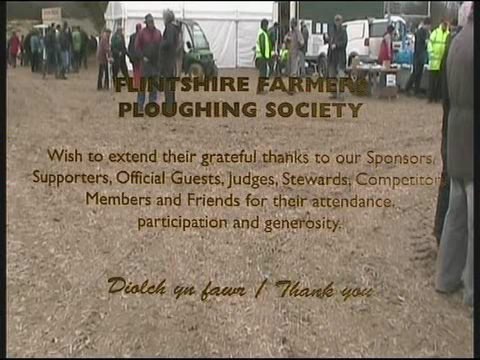 FLINTSHIRE FARMERS
PLOUGHING SOCIETY
Wish to extend their grateful thanks to our Sponsors,
Supporters, Official Guests, Judges, Stewards, Competitor
Members and Friends for their attendance,
participation and generosity.
Diolch yn fawr / Thank you